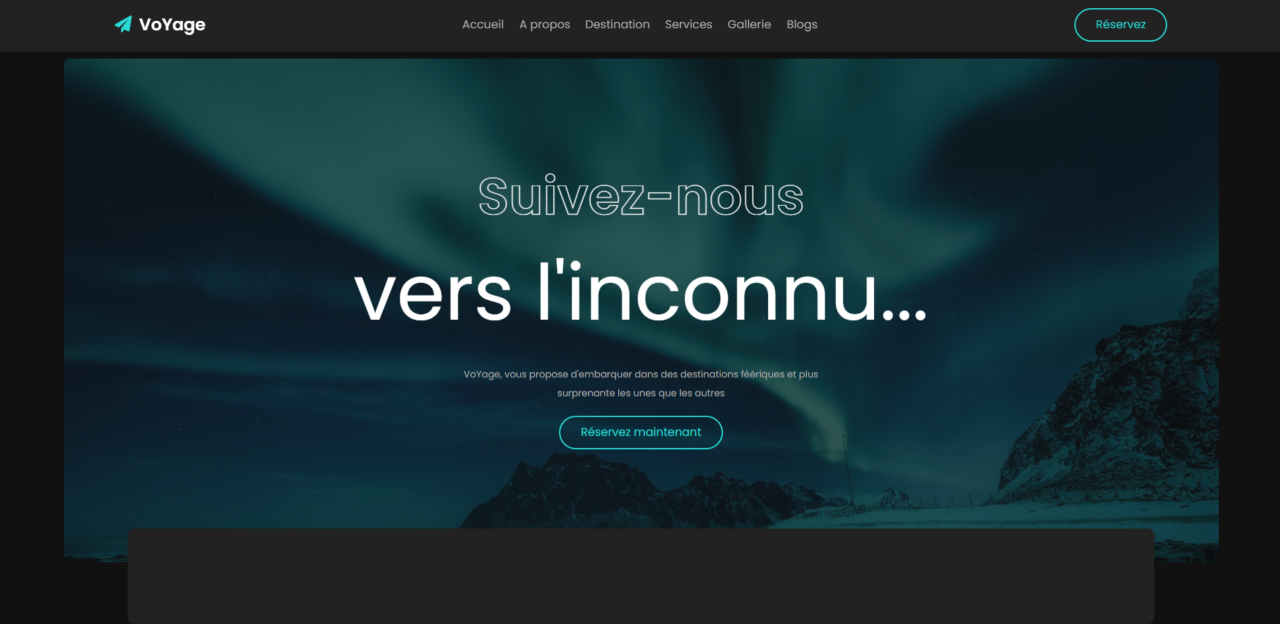 VoYage
Accueil A propos Destination Services Gallerie Blogs
Réservez
Suivez-nous
vers l'inconnu...
VoYage, vous propose d'embarquer dans des destinations féériques et plus
surprenante les unes que les autres
Réservez maintenant